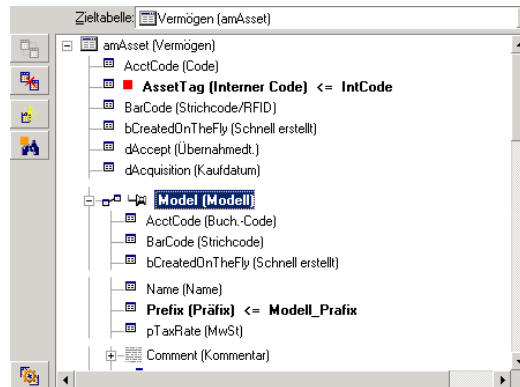 Zieltabelle: Vermögen (amAsset)
amAsset (Vermögen)
AcctCode (Code)
AssetTag (Interner Code) <= IntCode
BarCode (Strichcode/RFID)
bCreatedOnTheFly (Schnell erstellt)
dAccept (Übernahmedt.)
dAcquisition (Kaufdatum)
Model (Modell)
AcctCode (Buch.-Code)
BarCode (Strichcode)
bCreatedOnTheFly (Schnell erstellt)
Name (Name)
Prefix (Präfix) <= Modell_Prafix
pTaxRate (MwSt)
Comment (Kommentar)